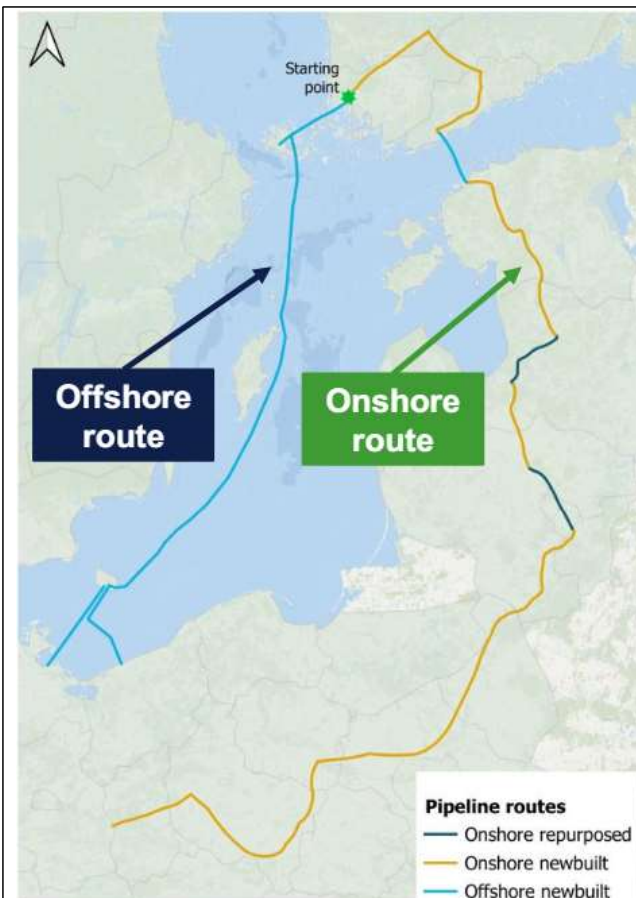 Starting
point
Offshore
route
Onshore
route
Pipeline routes
Onshore repurposed
Onshore newbuilt
Offshore newbuilt